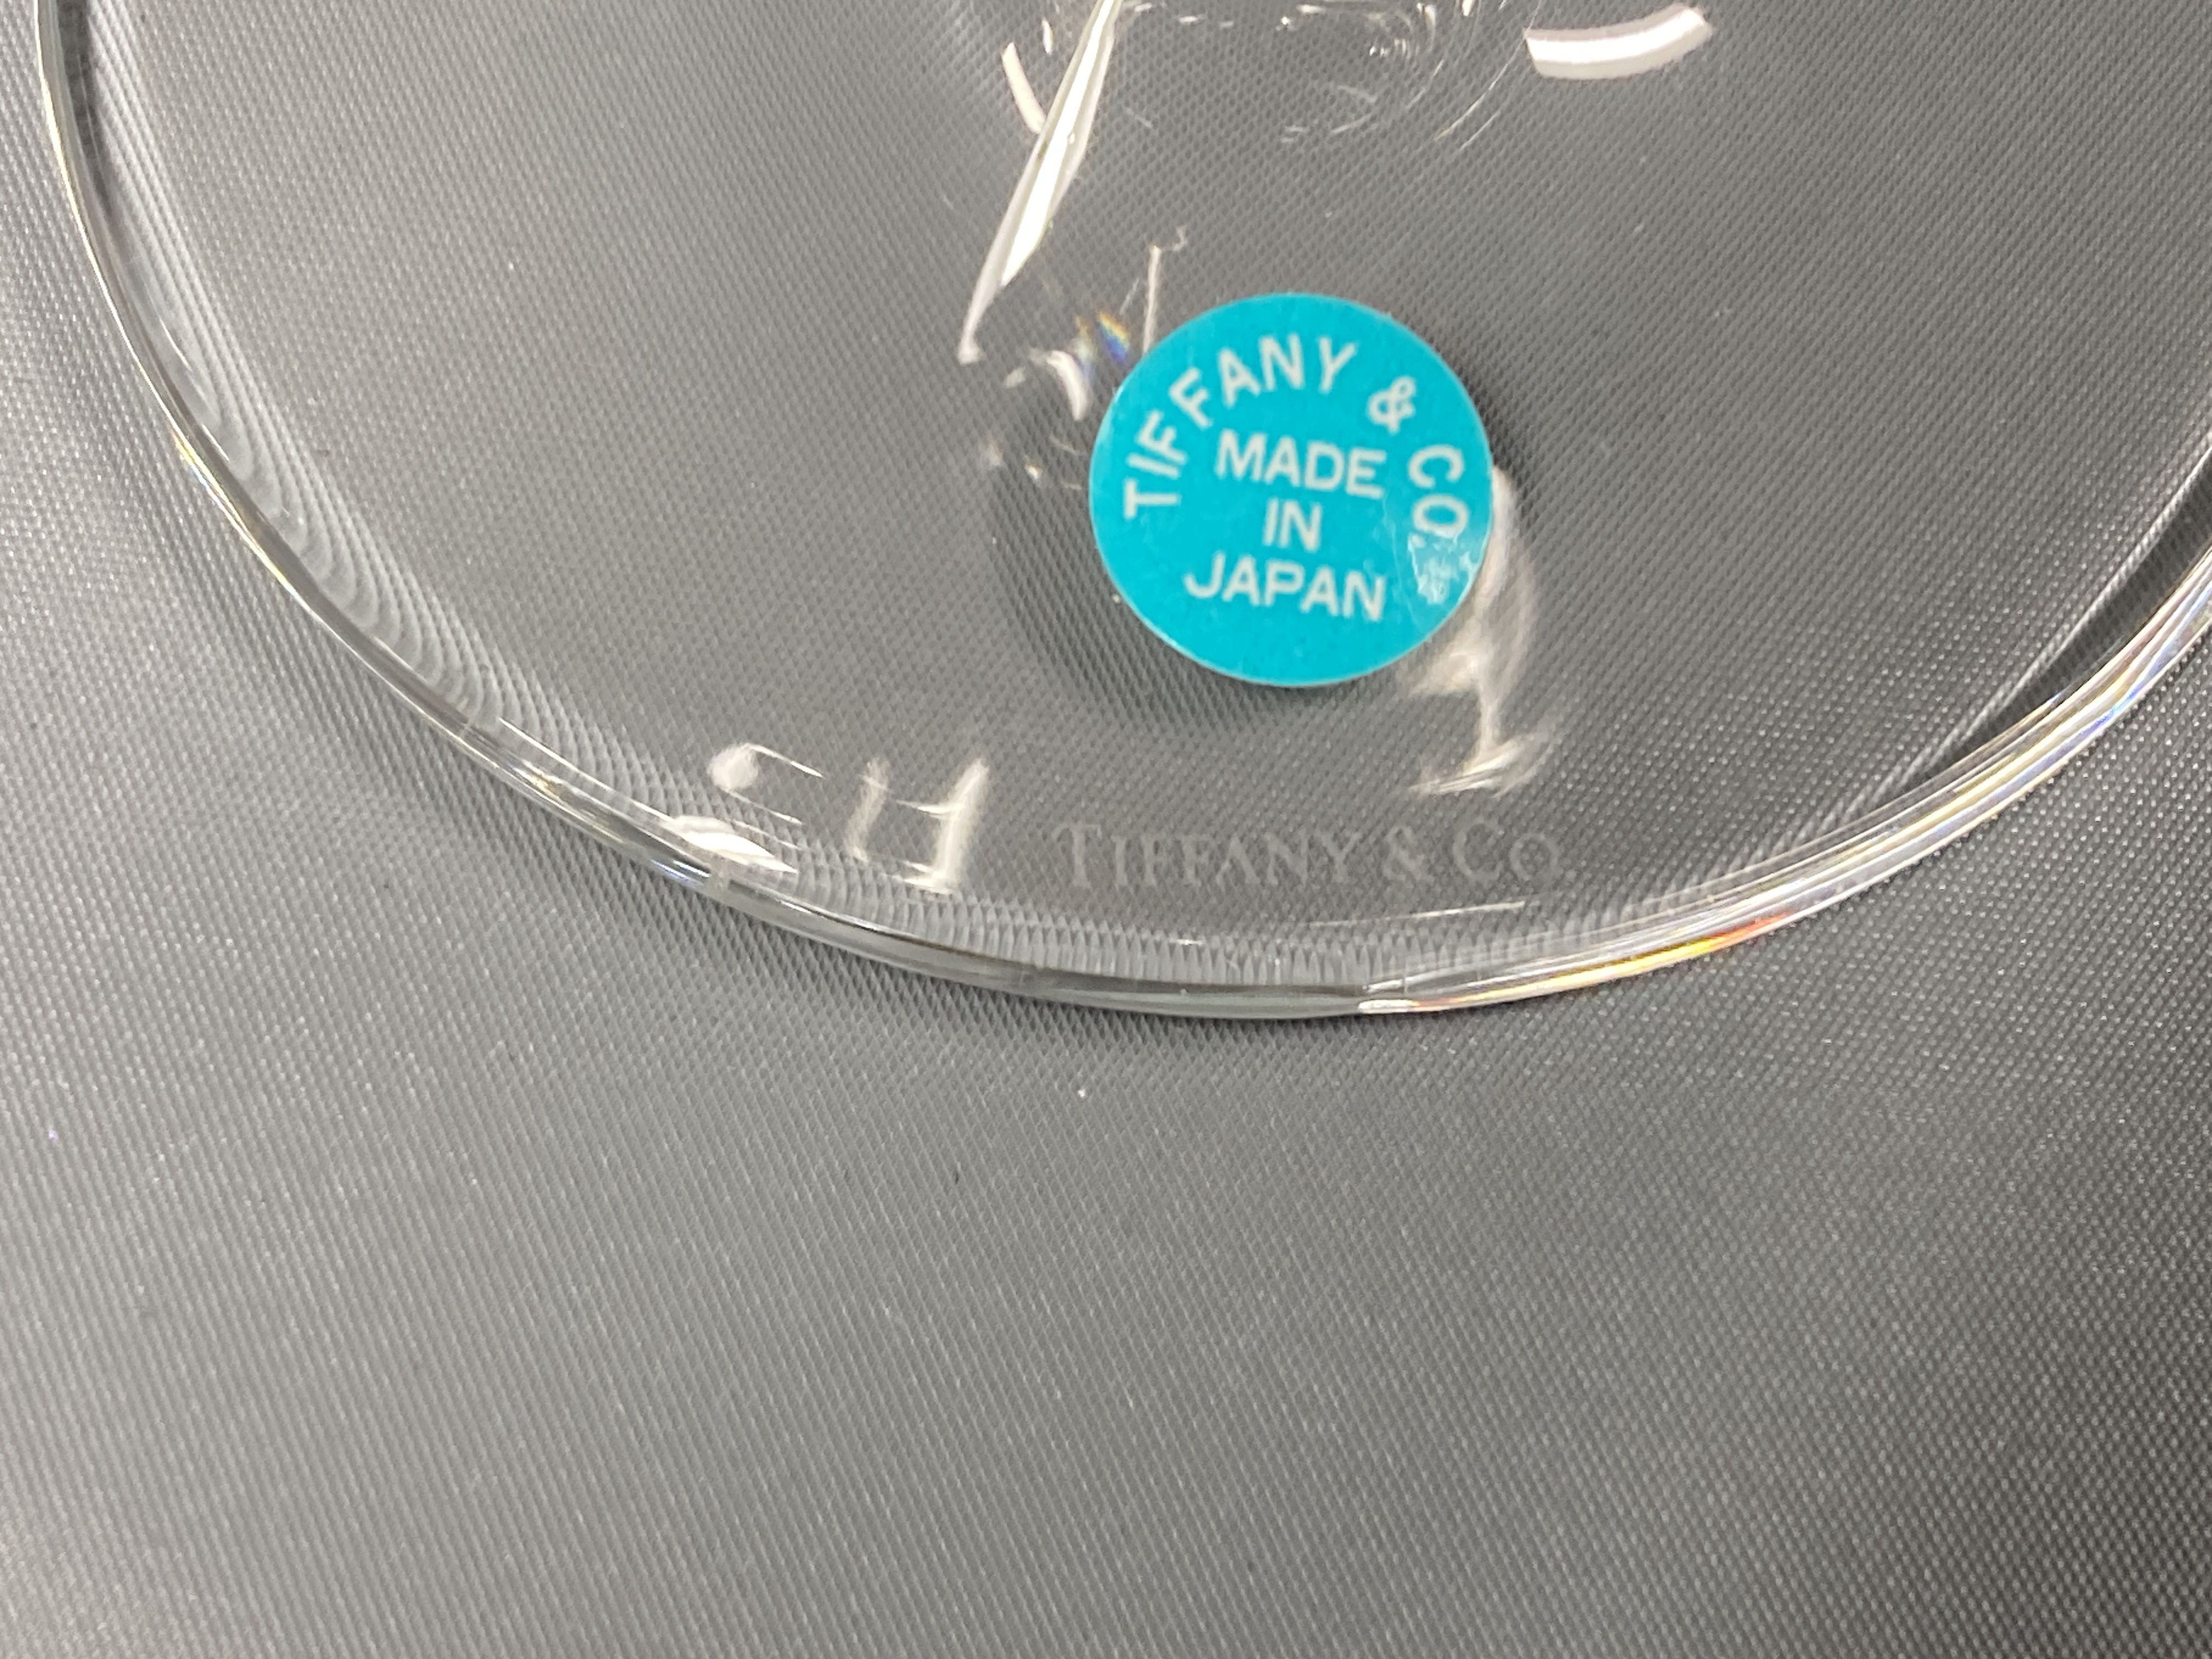 TIFFANY & CO.
MADE
IN
JAPAN
TIFFANY & CO